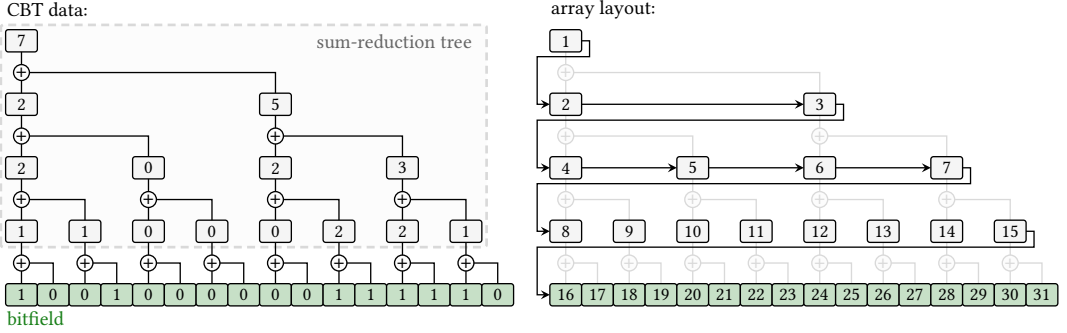 CBT data: array layout:
7 sum-reduction tree 1
2 5 2 3
2 0 2 3 4 5 6 7
1 1 0 0 0 2 2 1 8 9 10 11 12 13 14 15
1 0 0 1 0 0 0 0 0 0 1 1 1 1 1 0 16 17 18 19 20 21 22 23 24 25 26 27 28 29 30 31
bitfield